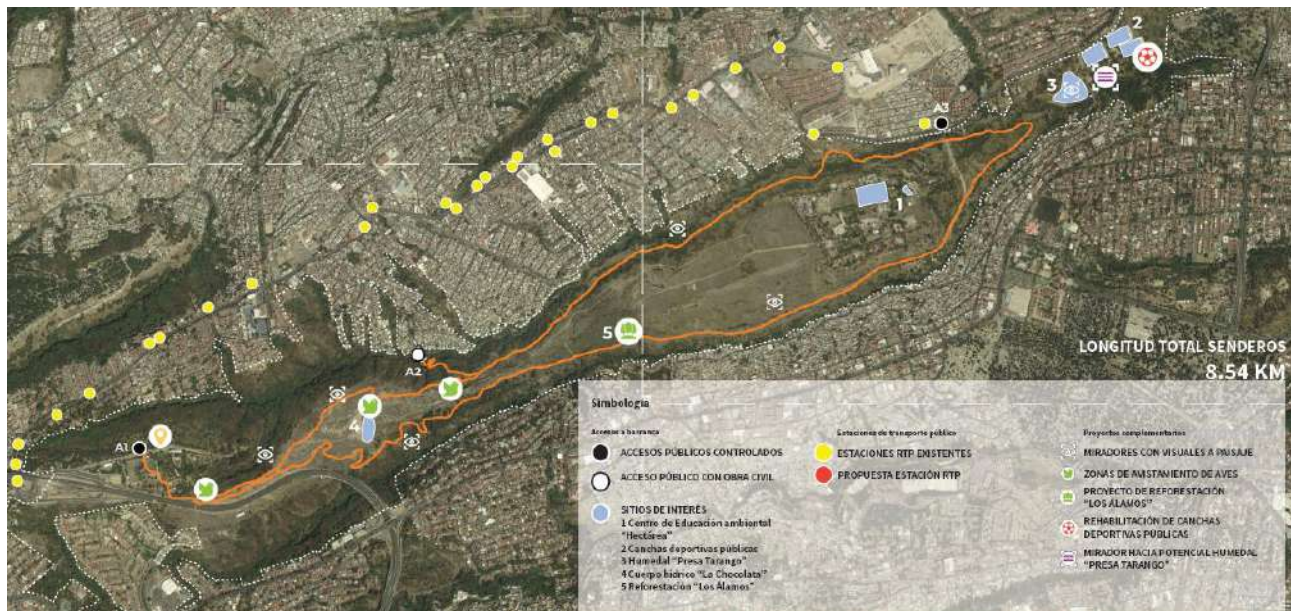 2
3
A3
1
5
A2
4
A1
LONGITUD TOTAL SENDEROS
8.54 KM
Simbología
Accesos a barranca
ACCESOS PÚBLICOS CONTROLADOS
ACCESO PÚBLICO CON OBRA CIVIL
SITIOS DE INTERÉS
1 Centro de Educación ambiental
"Hectárea"
2 Canchas deportivas públicas
3 Humedal "Presa Tarango"
4 Cuerpo hídrico "La Chocolata"
5 Reforestación "Los Álamos"
Estaciones de transporte público
ESTACIONES RTP EXISTENTES
PROPUESTA ESTACIÓN RTP
Proyectos complementarios
MIRADORES CON VISUALES A PAISAJE
ZONAS DE AVISTAMIENTO DE AVES
PROYECTO DE REFORESTACIÓN
"LOS ÁLAMOS"
REHABILITACIÓN DE CANCHAS
DEPORTIVAS PÚBLICAS
MIRADOR HACIA POTENCIAL HUMEDAL
"PRESA TARANGO"